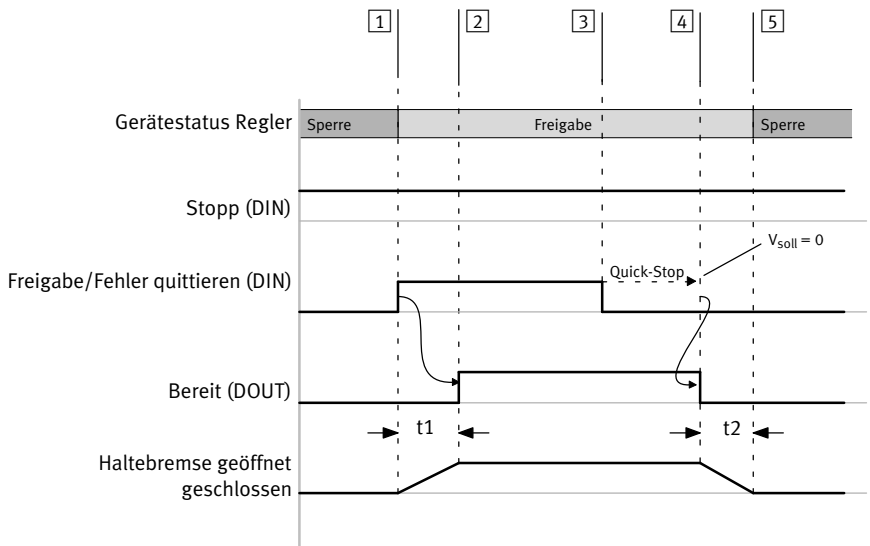 1 2 3 4 5
Gerätestatus Regler
Sperre Freigabe Sperre
Stopp (DIN)
Vsoll = 0
Freigabe/Fehler quittieren (DIN)
Quick-Stop
Bereit (DOUT)
t1 t2
Haltebremse geöffnet
geschlossen